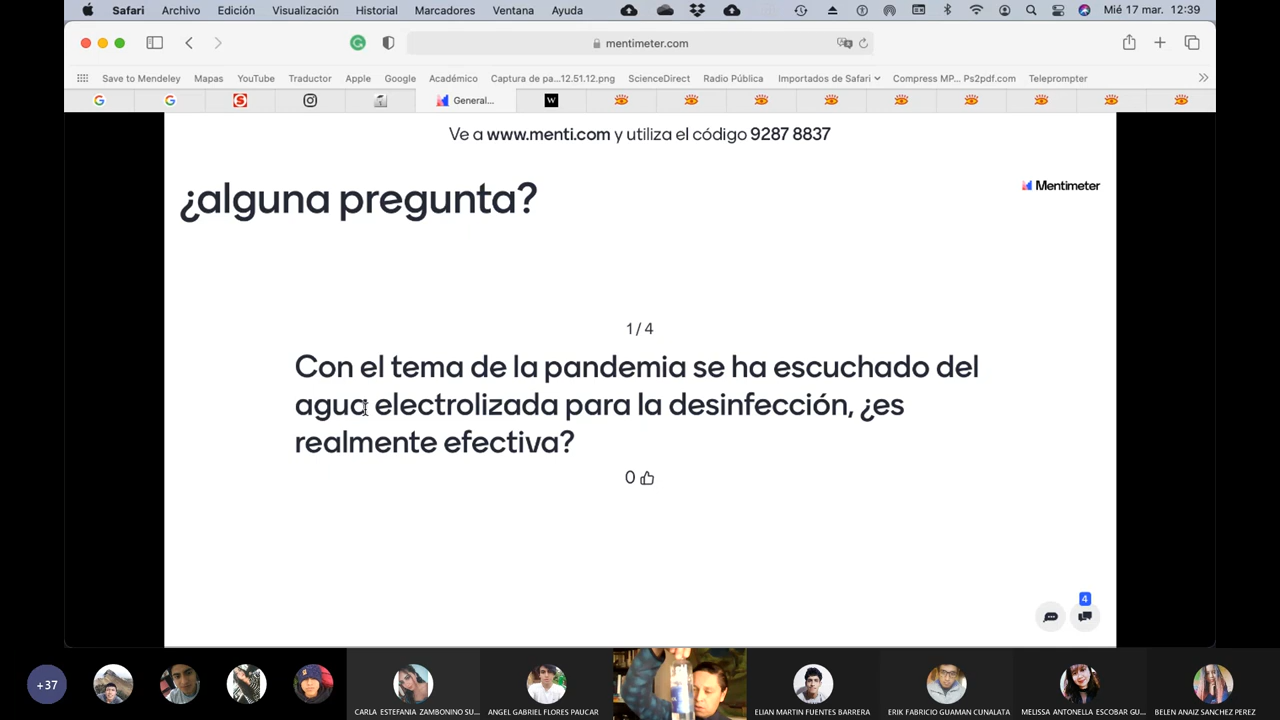 Safari Archivo Edición Visualización Historial Marcadores Ventana Ayuda Mié 17 mar. 12:39
mentimeter.com
Save to Mendeley Mapas YouTube Traductor Apple Google Académico Captura de pa...12.51.12.png ScienceDirect Radio Pública Importados de Safari Compress MP... Ps2pdf.com Teleprompter
General...
Ve a www.menti.com y utiliza el código 9287 8837
¿alguna pregunta?
Mentimeter
1 / 4
Con el tema de la pandemia se ha escuchado del
agua electrolizada para la desinfección, ¿es
realmente efectiva?
0
4
+37
CARLA ESTEFANIA ZAMBONINO SU... ANGEL GABRIEL FLORES PAUCAR ELIAN MARTIN FUENTES BARRERA ERIK FABRICIO GUAMAN CUNALATA MELISSA ANTONELLA ESCOBAR GU... BELEN ANAIZ SANCHEZ PEREZ